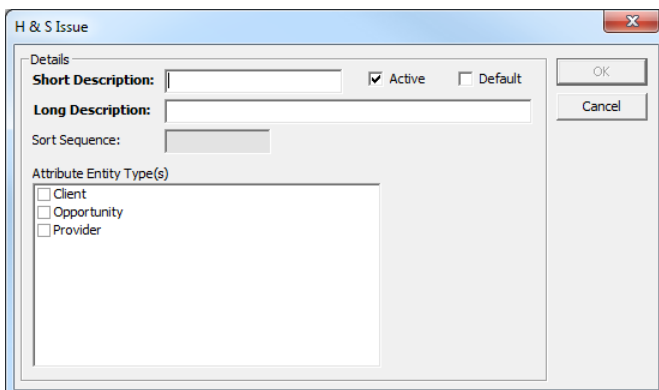 H & S Issue
Details
Short Description: Active Default
OK
Long Description:
Cancel
Sort Sequence:
Attribute Entity Type(s)
Client
Opportunity
Provider